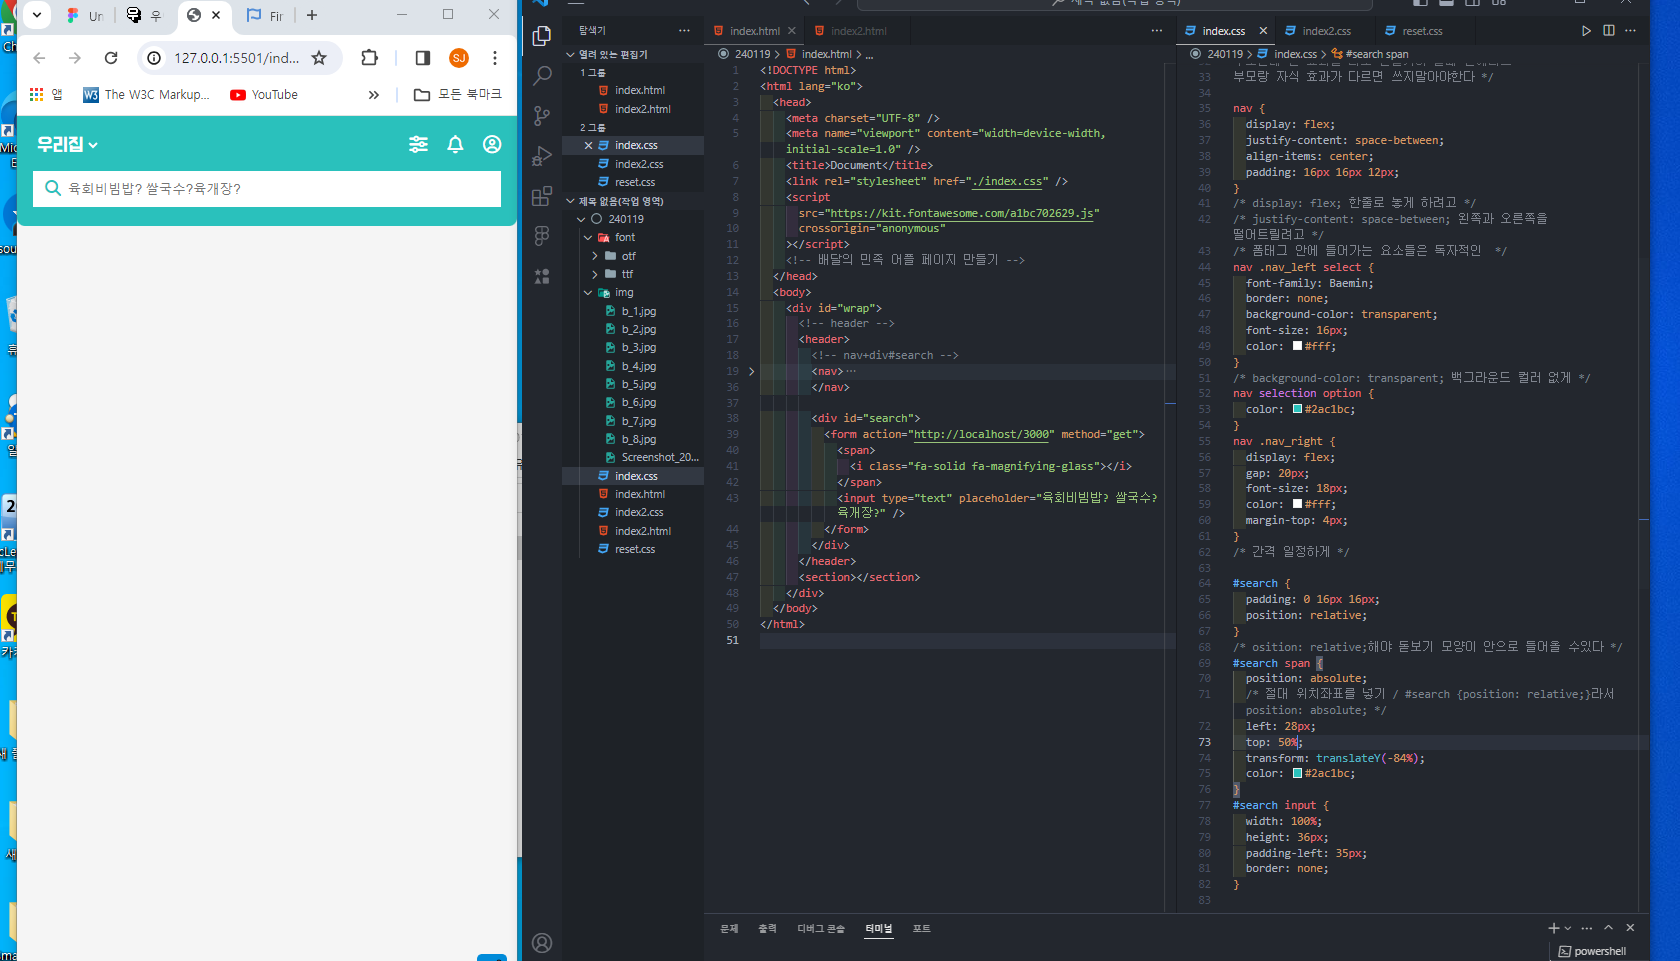 Un
우
Fir
127.0.0.1:5501/ind...
SJ
앱
The W3C Markup...
YouTube
모든 북마크
우리집
육회비빔밥? 쌀국수?육개장?
탐색기
열려 있는 편집기
1 그룹
index.html
index2.html
2 그룹
index.css
index2.css
reset.css
제목 없음(작업 영역)
240119
font
otf
ttf
img
b_1.jpg
b_2.jpg
b_3.jpg
b_4.jpg
b_5.jpg
b_6.jpg
b_7.jpg
b_8.jpg
Screenshot_20...
index.css
index.html
index2.css
index2.html
reset.css
index.html
index2.html
240119 > index.html > ...
1 <!DOCTYPE html>
2 <html lang="ko">
3 <head>
4 <meta charset="UTF-8" />
5 <meta name="viewport" content="width=device-width,
initial-scale=1.0" />
6 <title>Document</title>
7 <link rel="stylesheet" href="./index.css" />
8 <script
9 src="https://kit.fontawesome.com/a1bc702629.js"
10 crossorigin="anonymous"
11 ></script>
12 <!-- 배달의 민족 어플 페이지 만들기 -->
13 </head>
14 <body>
15 <div id="wrap">
16 <!-- header -->
17 <header>
18 <!-- nav+div#search -->
19 <nav>...
36 </nav>
37
38 <div id="search">
39 <form action="http://localhost/3000" method="get">
40 <span>
41 <i class="fa-solid fa-magnifying-glass"></i>
42 </span>
43 <input type="text" placeholder="육회비빔밥? 쌀국수?
육개장?" />
44 </form>
45 </div>
46 </header>
47 <section></section>
48 </div>
49 </body>
50 </html>
51
index.css
index2.css
reset.css
240119 > index.css > #search span
33 부모랑 자식 효과가 다르면 쓰지말아야한다 */
34
35 nav {
36 display: flex;
37 justify-content: space-between;
38 align-items: center;
39 padding: 16px 16px 12px;
40 }
41 /* display: flex; 한줄로 놓게 하려고 */
42 /* justify-content: space-between; 왼쪽과 오른쪽을
떨어트릴려고 */
43 /* 폼태그 안에 들어가는 요소들은 독자적인 */
44 nav .nav_left select {
45 font-family: Baemin;
46 border: none;
47 background-color: transparent;
48 font-size: 16px;
49 color: #fff;
50 }
51 /* background-color: transparent; 백그라운드 컬러 없게 */
52 nav selection option {
53 color: #2ac1bc;
54 }
55 nav .nav_right {
56 display: flex;
57 gap: 20px;
58 font-size: 18px;
59 color: #fff;
60 margin-top: 4px;
61 }
62 /* 간격 일정하게 */
63
64 #search {
65 padding: 0 16px 16px;
66 position: relative;
67 }
68 /* osition: relative;해야 돋보기 모양이 안으로 들어올 수있다 */
69 #search span {
70 position: absolute;
71 /* 절대 위치좌표를 넣기 / #search {position: relative;}라서
position: absolute; */
72 left: 28px;
73 top: 50%;
74 transform: translateY(-84%);
75 color: #2ac1bc;
76 }
77 #search input {
78 width: 100%;
79 height: 36px;
80 padding-left: 35px;
81 border: none;
82 }
83
문제 출력 디버그 콘솔 터미널 포트
powershell